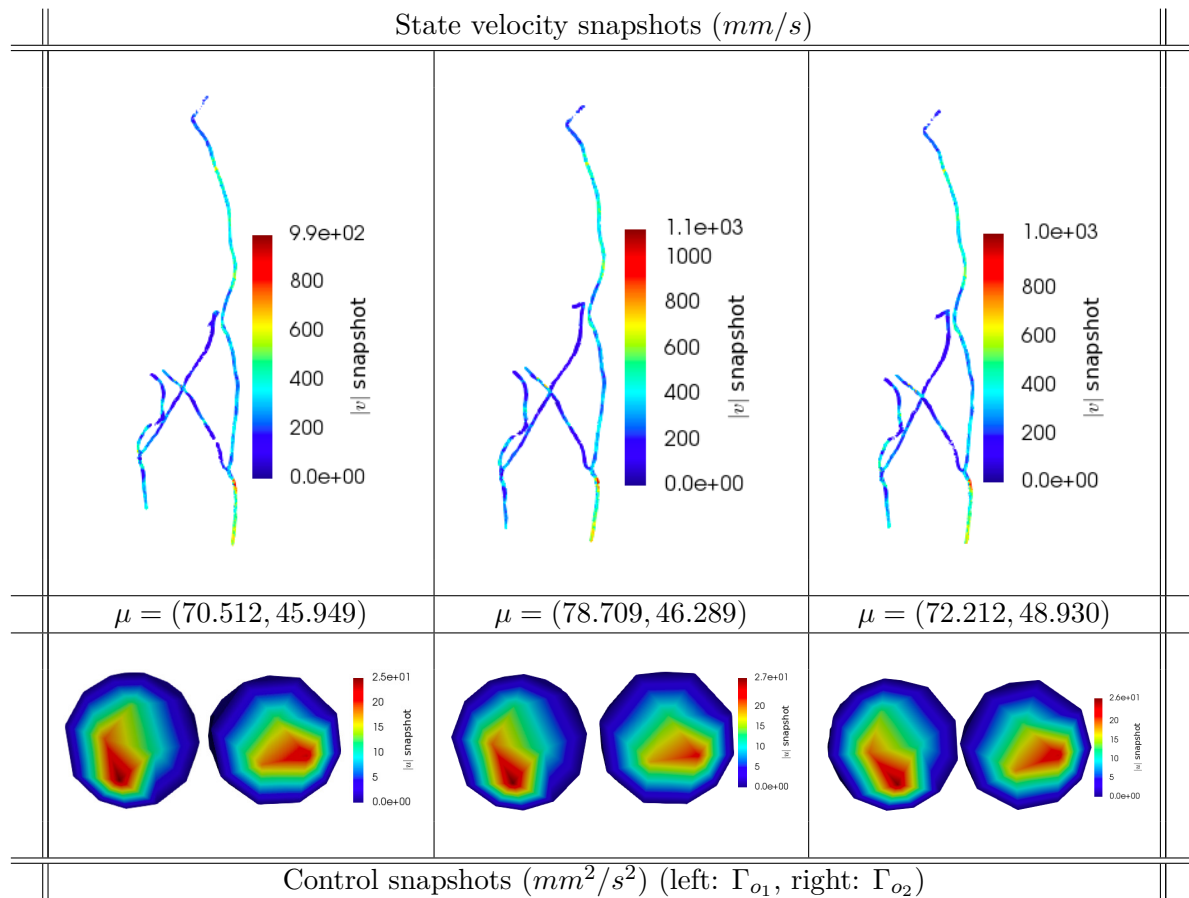 State velocity snapshots (mm/s)
9.9e+02
800
600
400
200
0.0e+00
|v| snapshot
1.1e+03
1000
800
600
400
200
0.0e+00
|v| snapshot
1.0e+03
800
600
400
200
0.0e+00
|v| snapshot
μ = (70.512, 45.949)
μ = (78.709, 46.289)
μ = (72.212, 48.930)
2.5e+01
20
15
10
5
0.0e+00
|u| snapshot
2.7e+01
20
15
10
5
0.0e+00
|u| snapshot
2.6e+01
20
15
10
5
0.0e+00
|u| snapshot
Control snapshots (mm²/s²) (left: Γo₁, right: Γo₂)